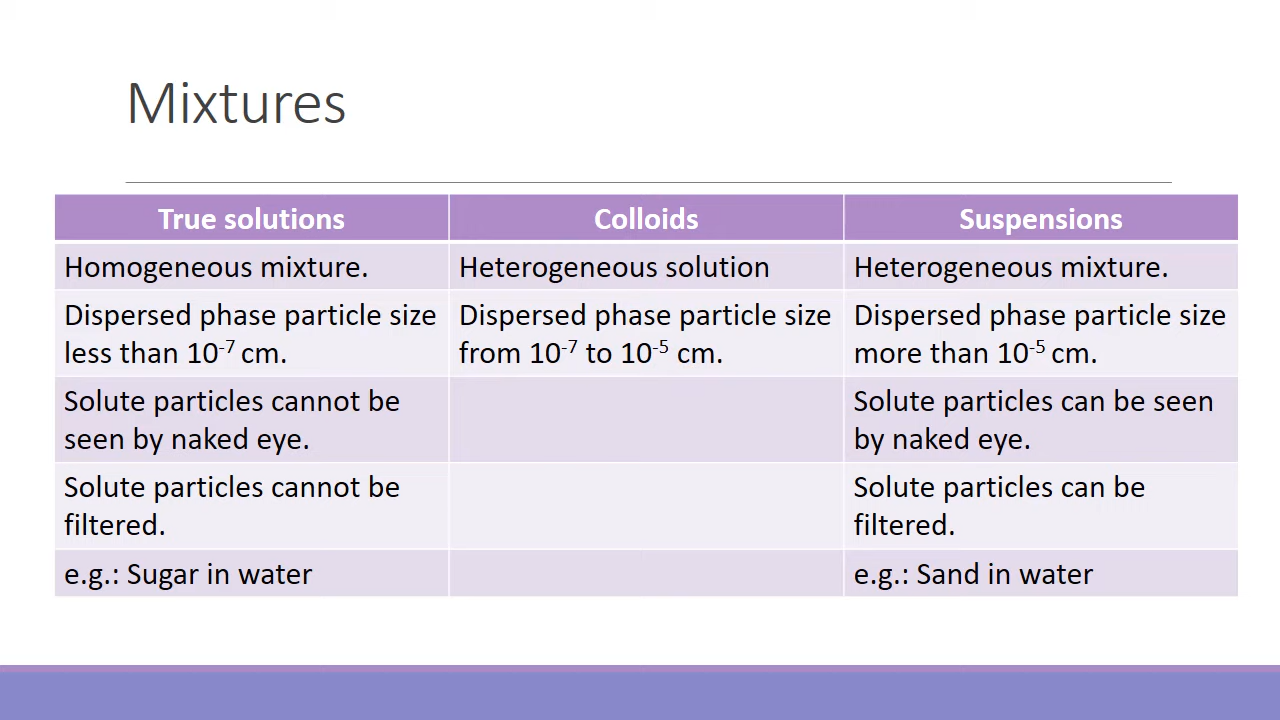 Mixtures
True solutions
Colloids
Suspensions
Homogeneous mixture.
Heterogeneous solution
Heterogeneous mixture.
Dispersed phase particle size
less than 10⁻⁷ cm.
Dispersed phase particle size
from 10⁻⁷ to 10⁻⁵ cm.
Dispersed phase particle size
more than 10⁻⁵ cm.
Solute particles cannot be
seen by naked eye.
Solute particles can be seen
by naked eye.
Solute particles cannot be
filtered.
Solute particles can be
filtered.
e.g.: Sugar in water
e.g.: Sand in water